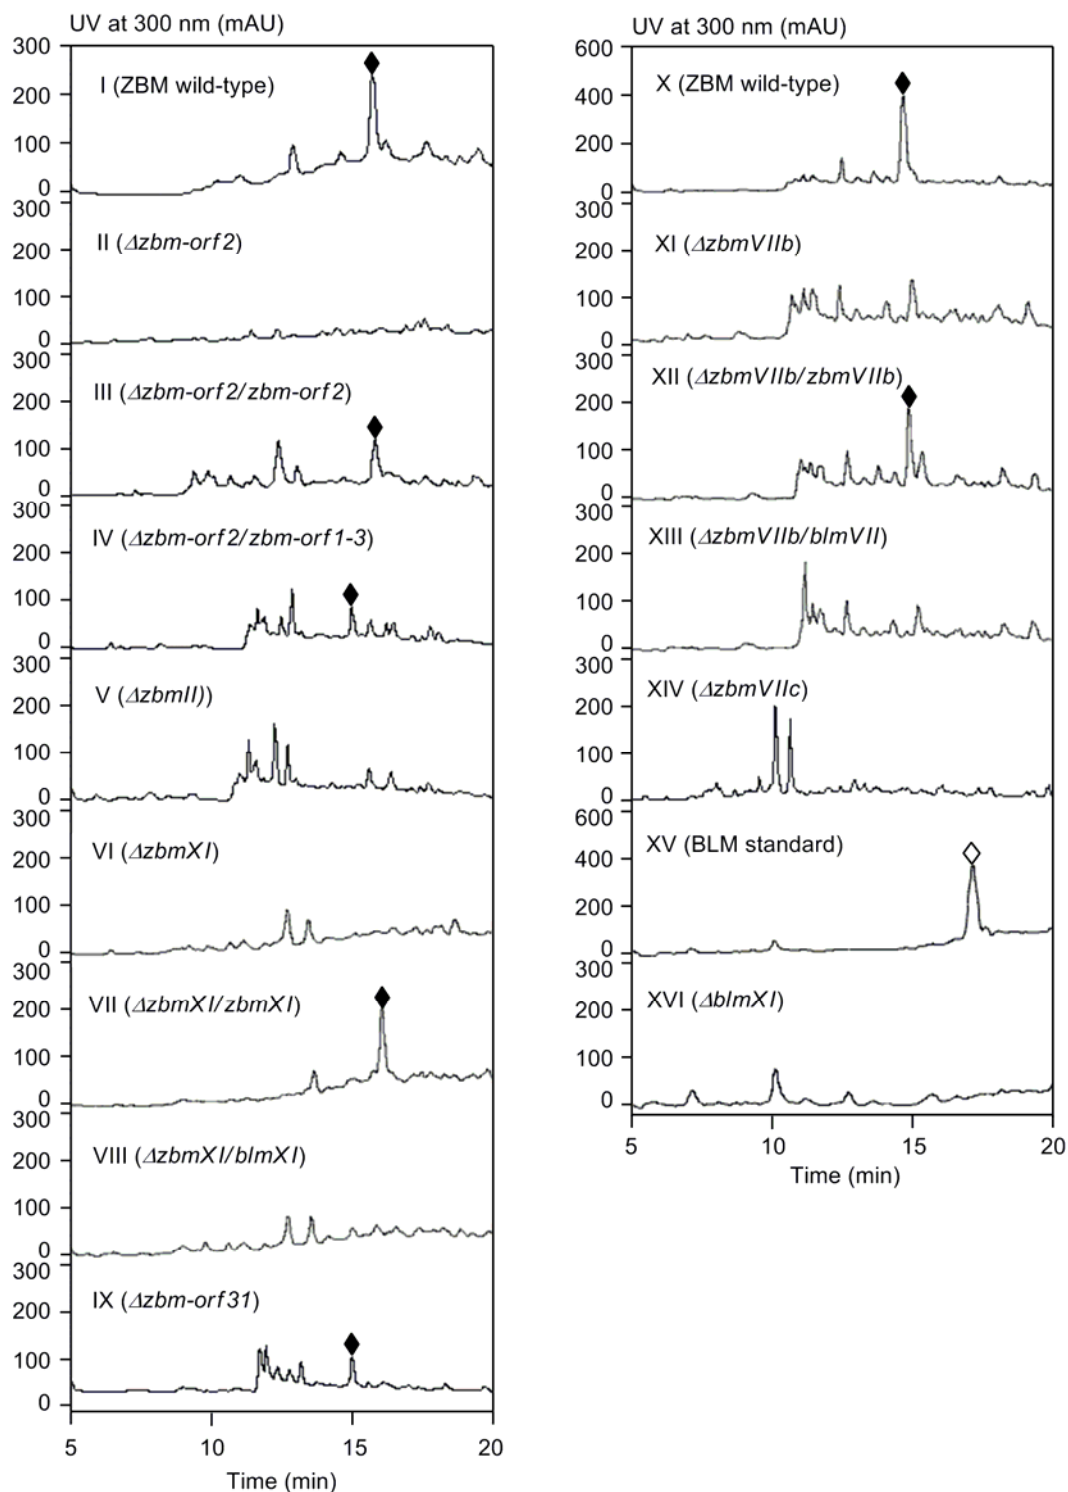 UV at 300 nm (mAU)
300
200
100
0
I (ZBM wild-type)
300
200
100
0
II (Δzbm-orf2)
300
200
100
0
III (Δzbm-orf2/zbm-orf2)
300
200
100
0
IV (Δzbm-orf2/zbm-orf1-3)
300
200
100
0
V (ΔzbmII))
300
200
100
0
VI (ΔzbmXI)
300
200
100
0
VII (ΔzbmXI/zbmXI)
300
200
100
0
VIII (ΔzbmXI/blmXI)
300
200
100
0
IX (Δzbm-orf31)
5 10 15 20
Time (min)
UV at 300 nm (mAU)
600
400
200
0
X (ZBM wild-type)
300
200
100
0
XI (ΔzbmVIIb)
300
200
100
0
XII (ΔzbmVIIb/zbmVIIb)
300
200
100
0
XIII (ΔzbmVIIb/blmVII)
300
200
100
0
XIV (ΔzbmVIIc)
600
400
200
0
XV (BLM standard)
300
200
100
0
XVI (ΔblmXI)
5 10 15 20
Time (min)